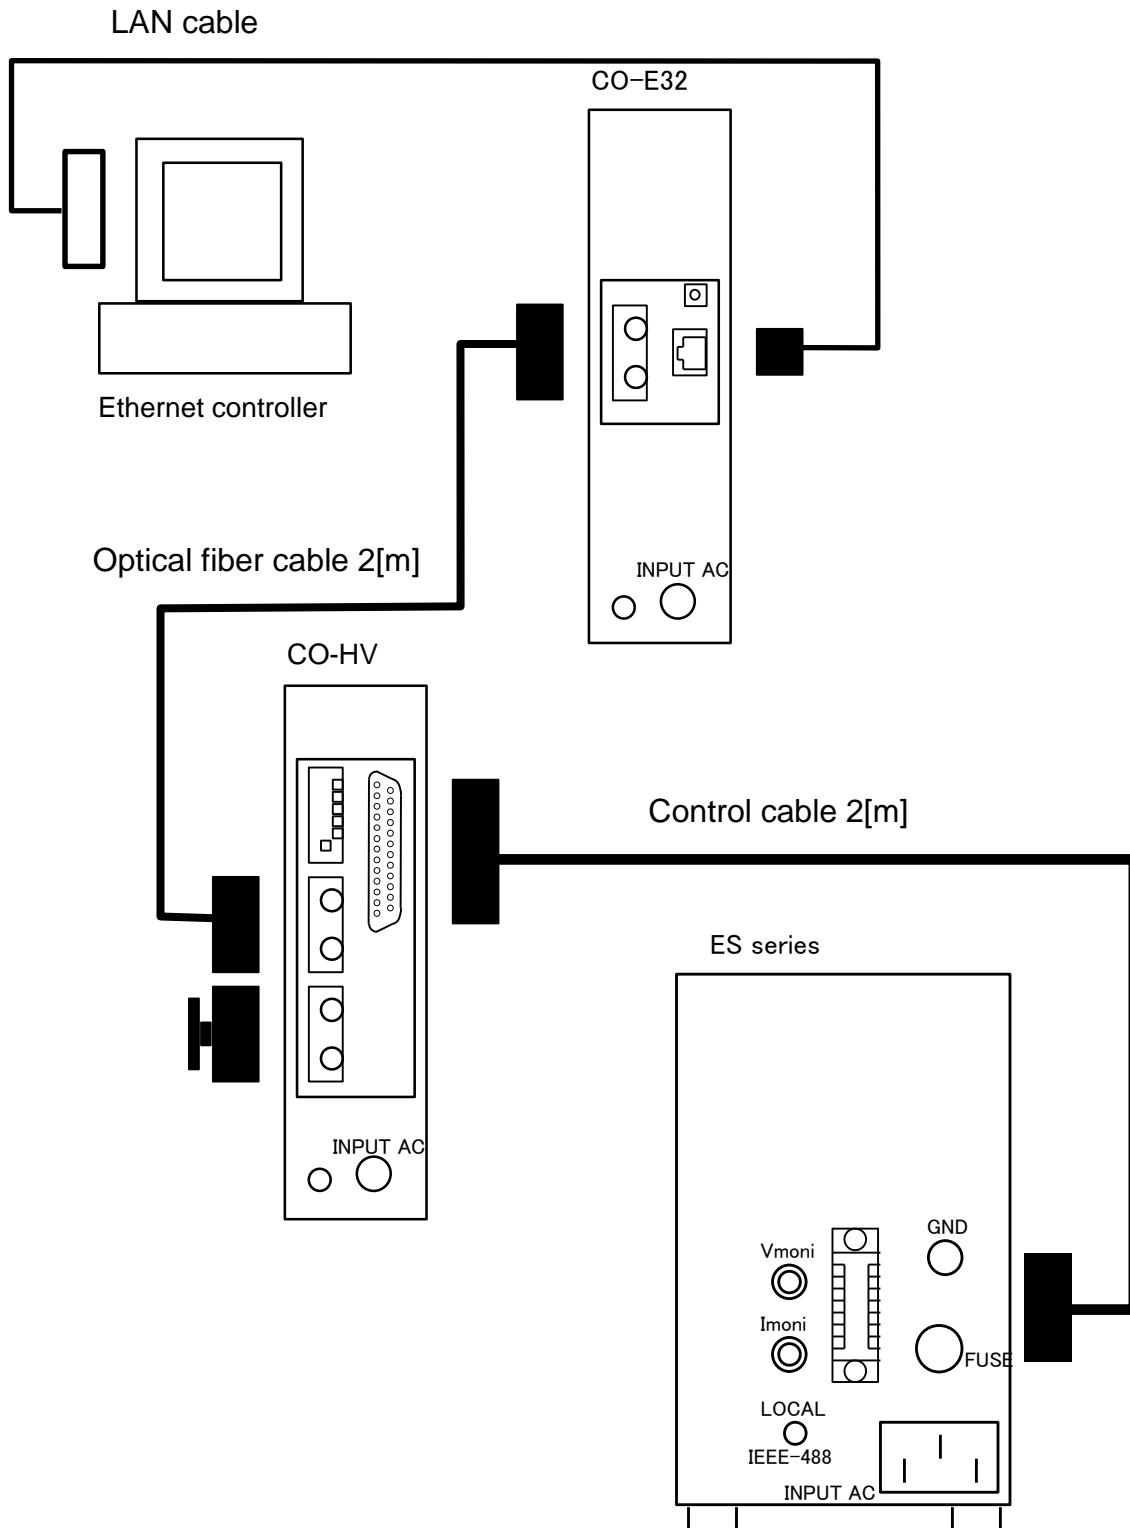 LAN cable
CO-E32
Ethernet controller
Optical fiber cable 2[m]
INPUT AC
CO-HV
Control cable 2[m]
ES series
INPUT AC
GND
Vmoni
Imoni
FUSE
LOCAL
IEEE-488
INPUT AC